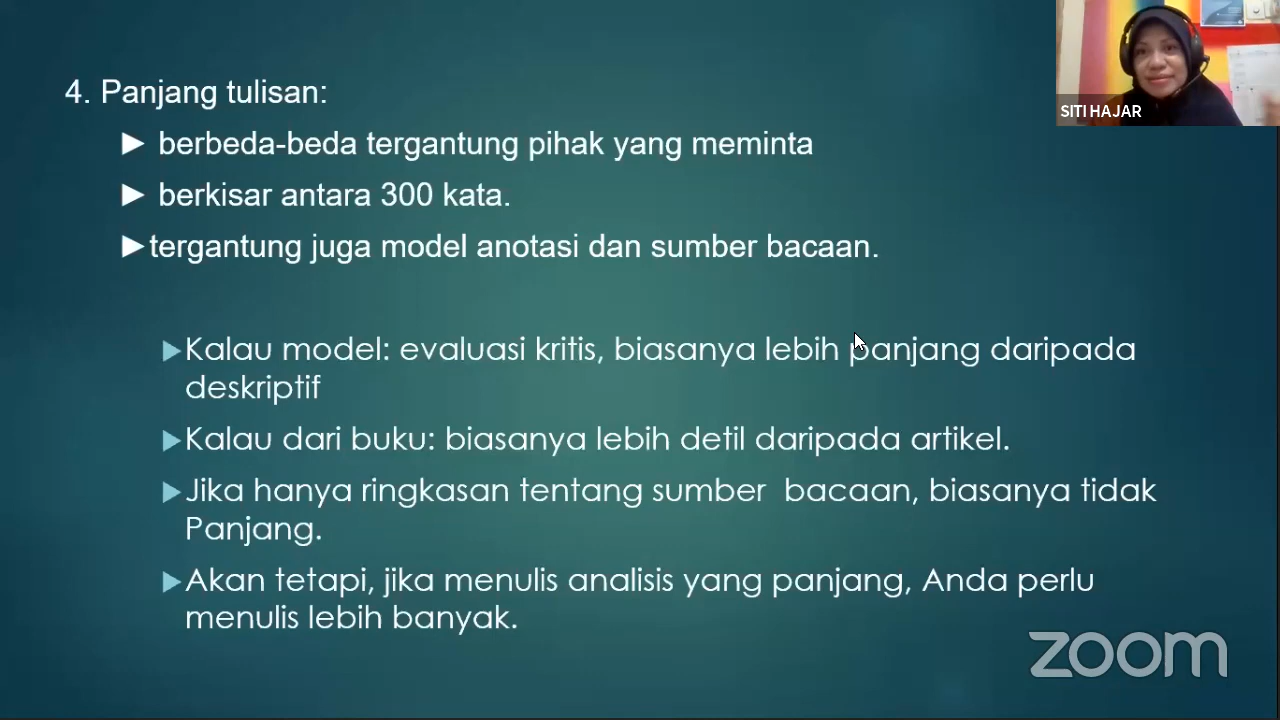 4. Panjang tulisan:
► berbeda-beda tergantung pihak yang meminta
► berkisar antara 300 kata.
►tergantung juga model anotasi dan sumber bacaan.
►Kalau model: evaluasi kritis, biasanya lebih panjang daripada
deskriptif
►Kalau dari buku: biasanya lebih detil daripada artikel.
►Jika hanya ringkasan tentang sumber  bacaan, biasanya tidak
Panjang.
►Akan tetapi, jika menulis analisis yang panjang, Anda perlu
menulis lebih banyak.
SITI HAJAR
zoom